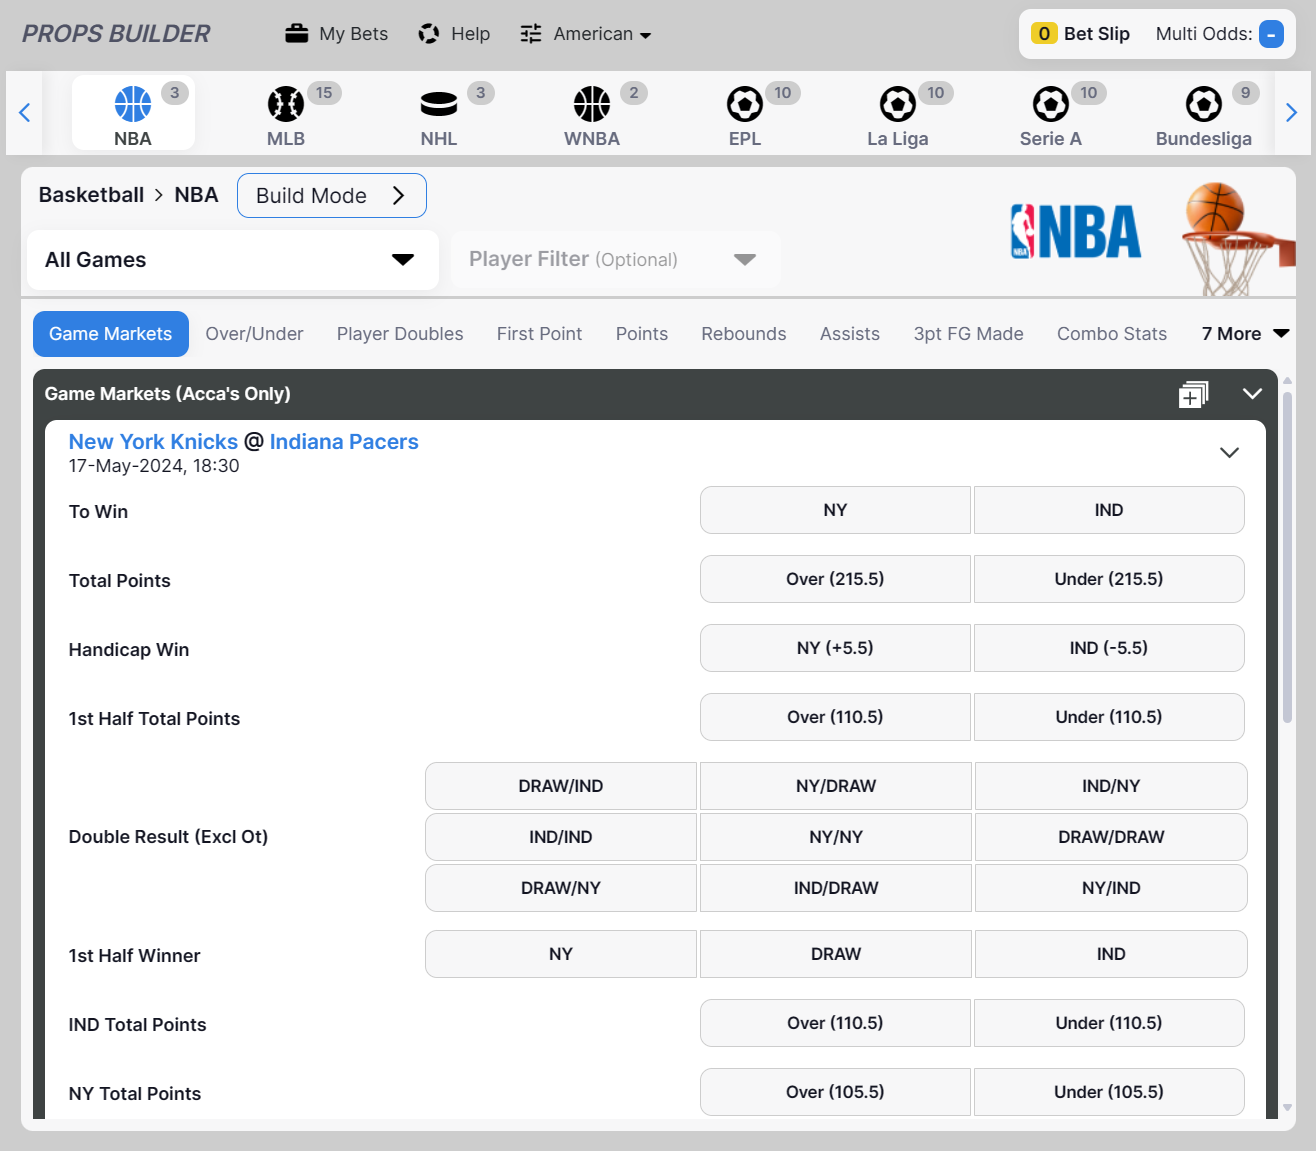 PROPS BUILDER My Bets Help American 0 Bet Slip Multi Odds: -
3 15 3 2 10 10 10 9
NBA MLB NHL WNBA EPL La Liga Serie A Bundesliga
Basketball > NBA Build Mode
NBA
NBA
All Games Player Filter (Optional)
Game Markets Over/Under Player Doubles First Point Points Rebounds Assists 3pt FG Made Combo Stats 7 More
Game Markets (Acca's Only)
New York Knicks @ Indiana Pacers
17-May-2024, 18:30
To Win NY IND
Total Points Over (215.5) Under (215.5)
Handicap Win NY (+5.5) IND (-5.5)
1st Half Total Points Over (110.5) Under (110.5)
DRAW/IND NY/DRAW IND/NY
Double Result (Excl Ot) IND/IND NY/NY DRAW/DRAW
DRAW/NY IND/DRAW NY/IND
1st Half Winner NY DRAW IND
IND Total Points Over (110.5) Under (110.5)
NY Total Points Over (105.5) Under (105.5)